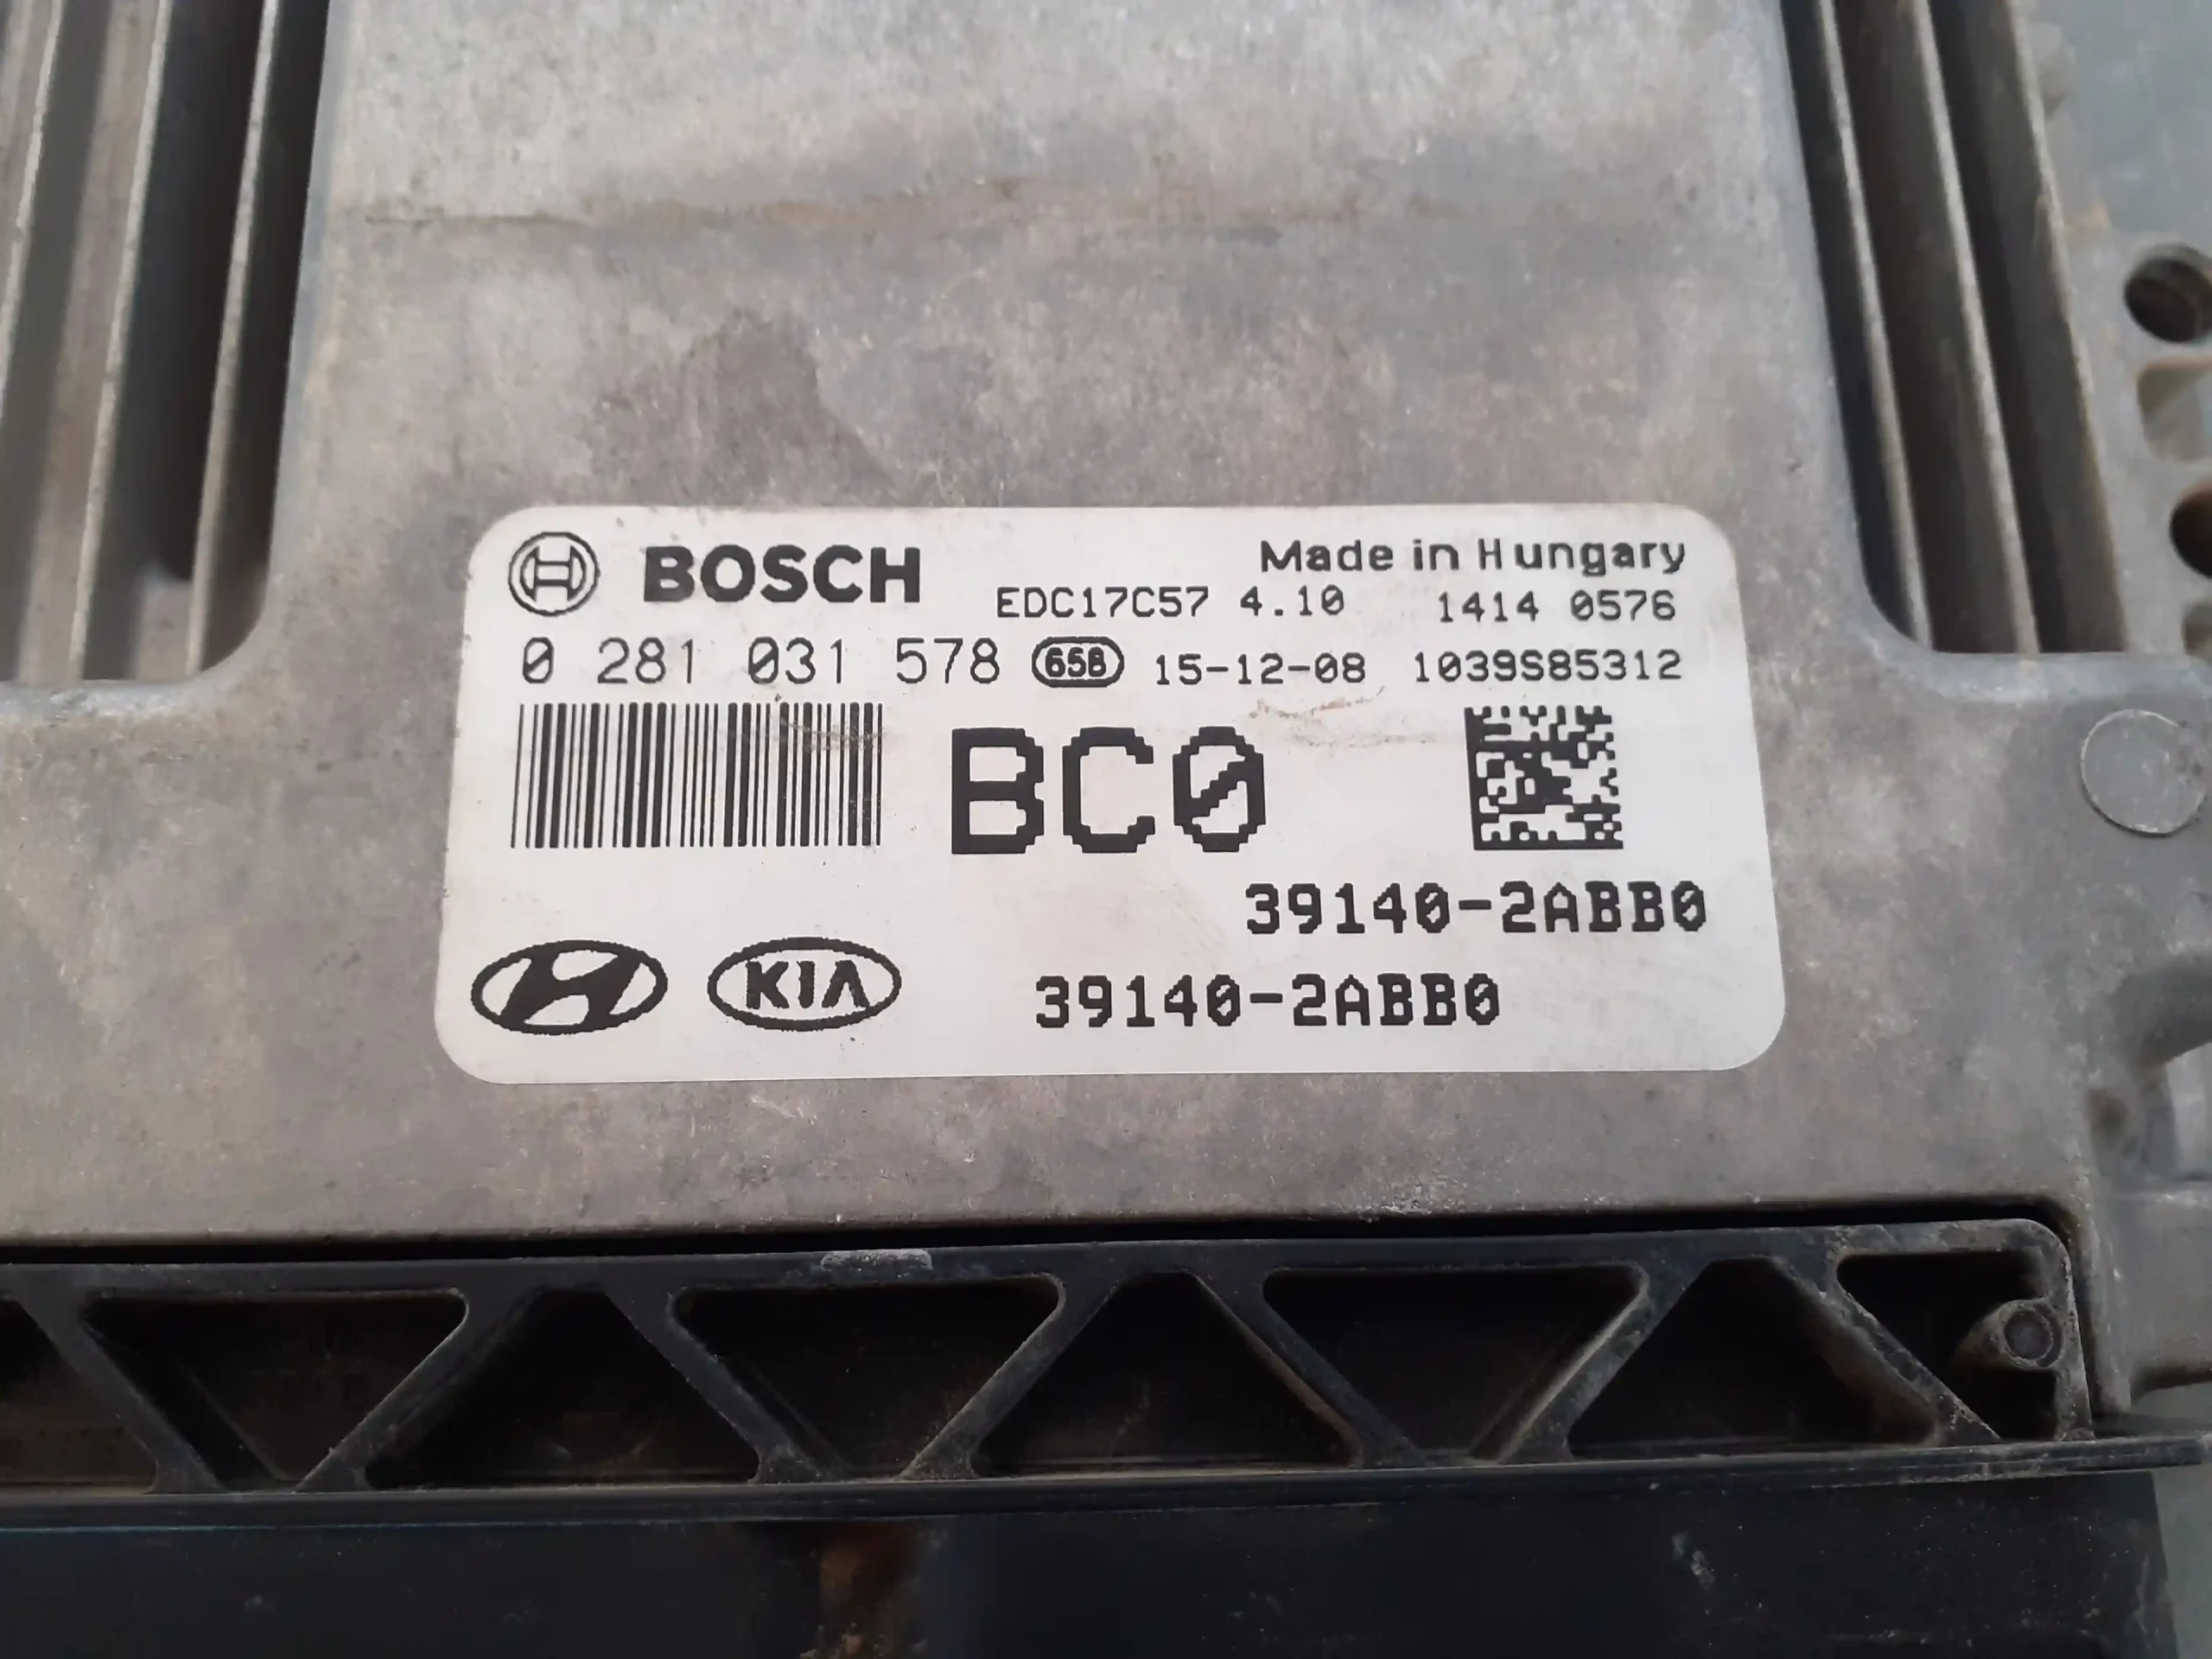 BOSCH
Made in Hungary
EDC17C57 4.10 1414 0576
0 281 031 578 65B 15-12-08 1039S85312
BC0
39140-2ABB0
KIA
39140-2ABB0